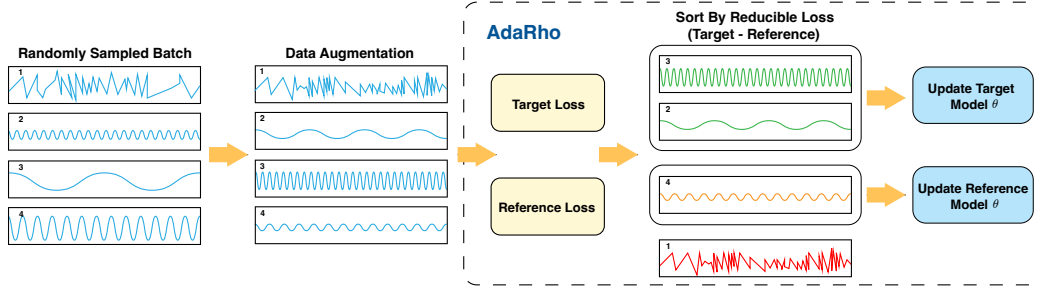 Randomly Sampled Batch
1
2
3
4
Data Augmentation
1
2
3
4
AdaRho
Target Loss
Reference Loss
Sort By Reducible Loss
(Target - Reference)
3
2
4
1
Update Target
Model θ
Update Reference
Model θ